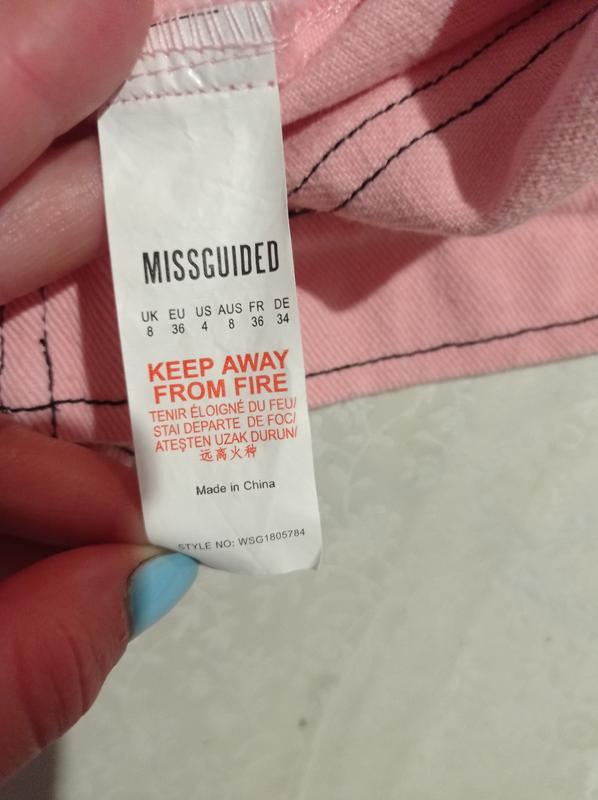 MISSGUIDED
UK EU US AUS FR DE
8 36 4 8 36 34
KEEP AWAY
FROM FIRE
TENIR ÉLOIGNÉ DU FEU/
STAI DEPARTE DE FOC/
ATEŞTEN UZAK DURUN/
远离火种
Made in China
STYLE NO: WSG1805784